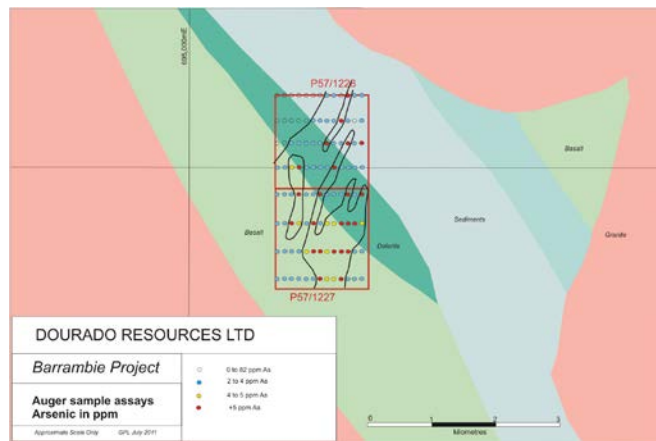 695,000mE
P57/1226
Basalt
Sediments
Granite
Basalt
Dolerite
P57/1227
DOURADO RESOURCES LTD
Barrambie Project
Auger sample assays
Arsenic in ppm
Approximate Scale Only GPL July 2011
0 to 82 ppm As
2 to 4 ppm As
4 to 5 ppm As
+5 ppm As
0 1 2 3
kilometres